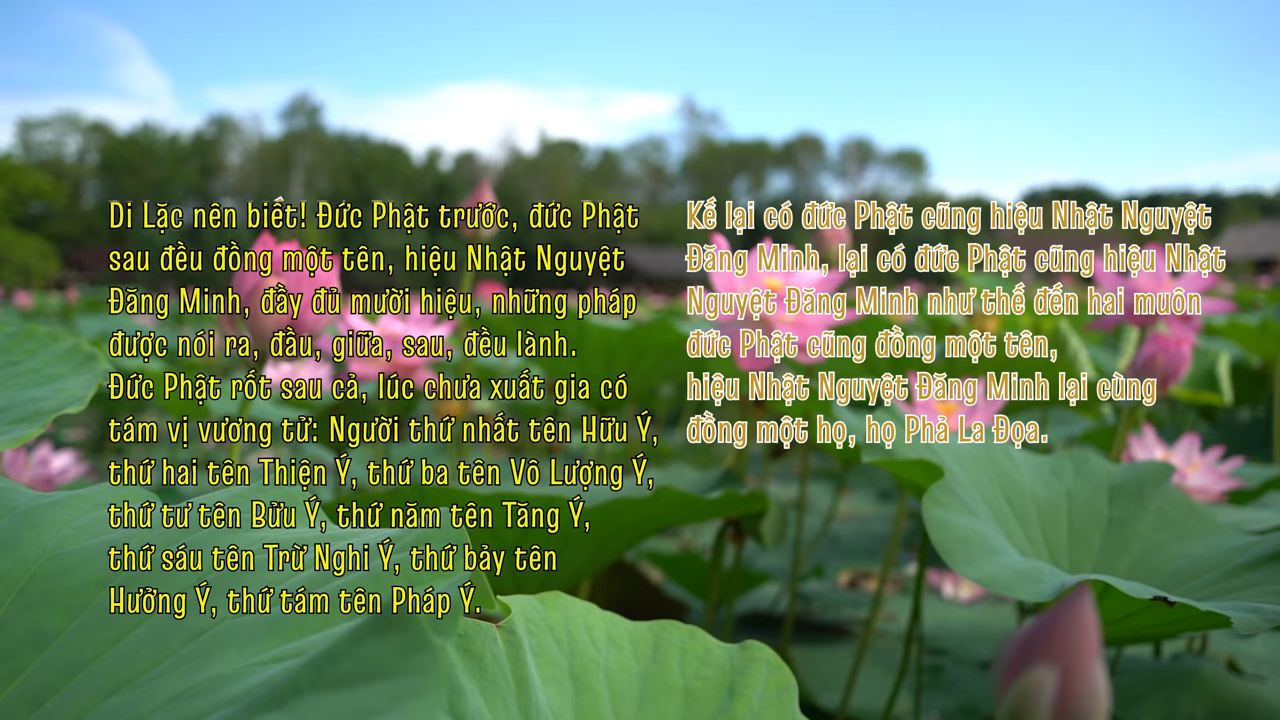 Di Lặc nên biết! Đức Phật trước, đức Phật
sau đều đồng một tên, hiệu Nhật Nguyệt
Đăng Minh, đầy đủ mười hiệu, những pháp
được nói ra, đầu, giữa, sau, đều lành.
Đức Phật rốt sau cả, lúc chưa xuất gia có
tám vị vương tử: Người thứ nhất tên Hữu Ý,
thứ hai tên Thiện Ý, thứ ba tên Vô Lượng Ý,
thứ tư tên Bửu Ý, thứ năm tên Tăng Ý,
thứ sáu tên Trừ Nghi Ý, thứ bảy tên
Hưởng Ý, thứ tám tên Pháp Ý.
Kế lại có đức Phật cũng hiệu Nhật Nguyệt
Đăng Minh, lại có đức Phật cũng hiệu Nhật
Nguyệt Đăng Minh như thế đến hai muôn
đức Phật cũng đồng một tên,
hiệu Nhật Nguyệt Đăng Minh lại cùng
đồng một họ, họ Phả La Đọa.